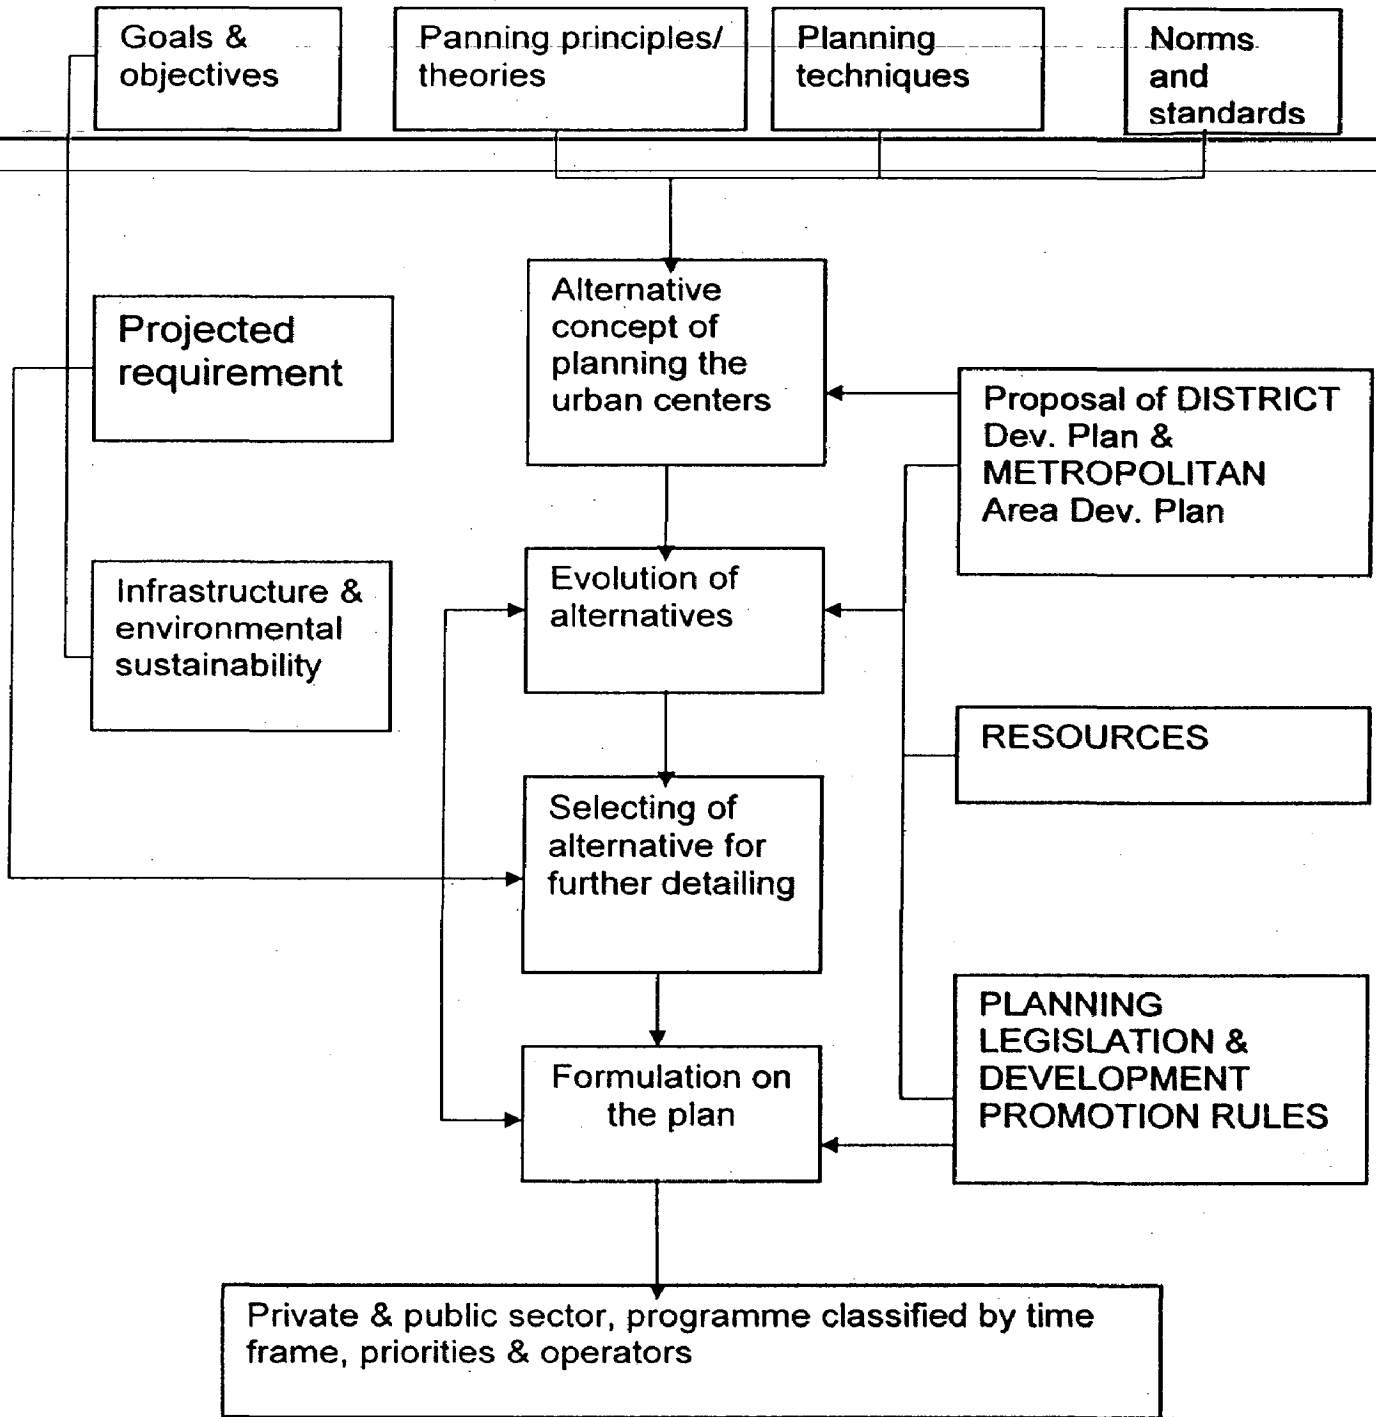 Goals &
objectives
Panning principles/
theories
Planning
techniques
Norms
and
standards
Alternative
concept of
planning the
urban centers
Projected
requirement
Proposal of DISTRICT
Dev. Plan &
METROPOLITAN
Area Dev. Plan
Infrastructure &
environmental
sustainability
Evolution of
alternatives
RESOURCES
Selecting of
alternative for
further detailing
PLANNING
LEGISLATION &
DEVELOPMENT
PROMOTION RULES
Formulation on
the plan
Private & public sector, programme classified by time
frame, priorities & operators